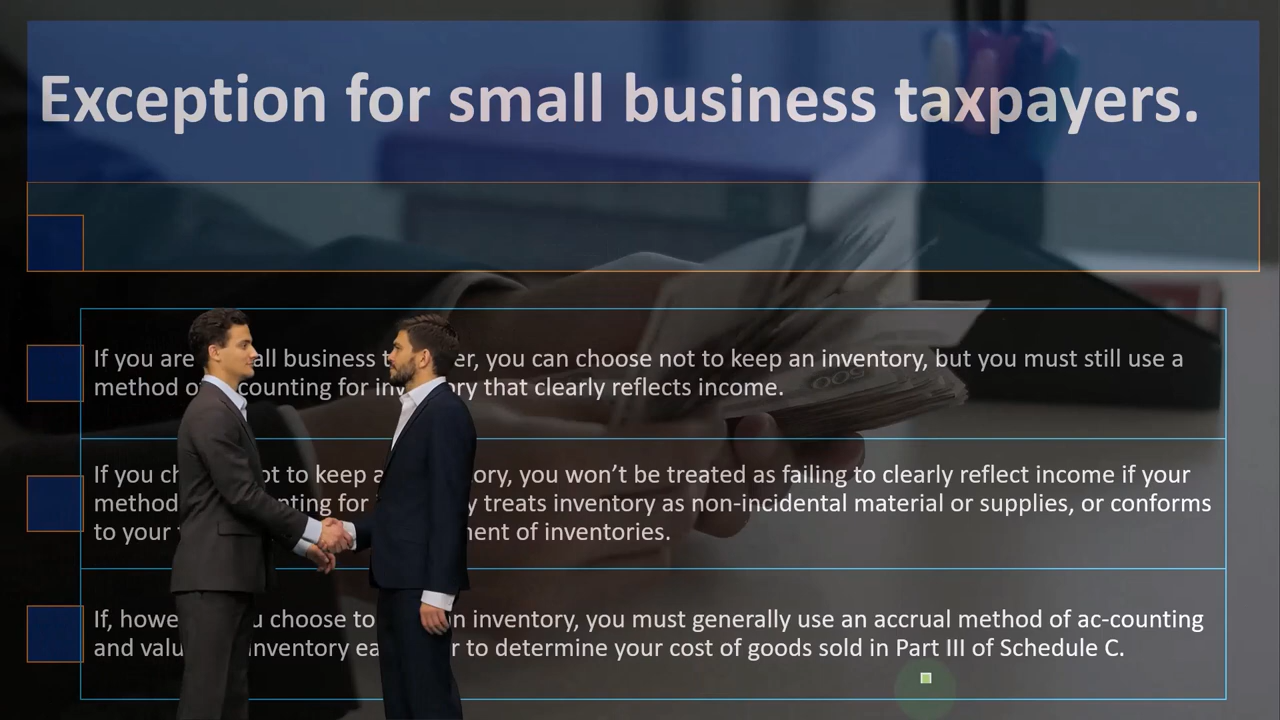 Exception for small business taxpayers.
If you are all business er, you can choose not to keep an inventory, but you must still use a
method counting for inv ry that clearly reflects income.
If you ch ot to keep a ory, you won’t be treated as failing to clearly reflect income if your
method nting for y treats inventory as non-incidental material or supplies, or conforms
to your ent of inventories.
If, howe u choose to n inventory, you must generally use an accrual method of ac-counting
and valu inventory ea r to determine your cost of goods sold in Part III of Schedule C.